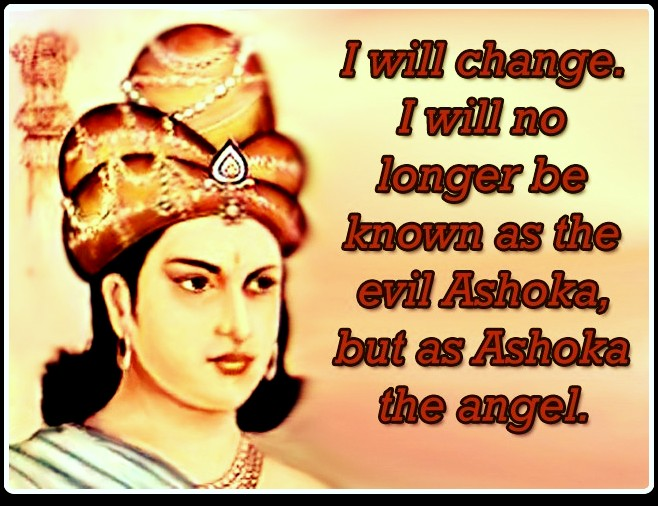 I will change.
I will no
longer be
known as the
evil Ashoka,
but as Ashoka
the angel.